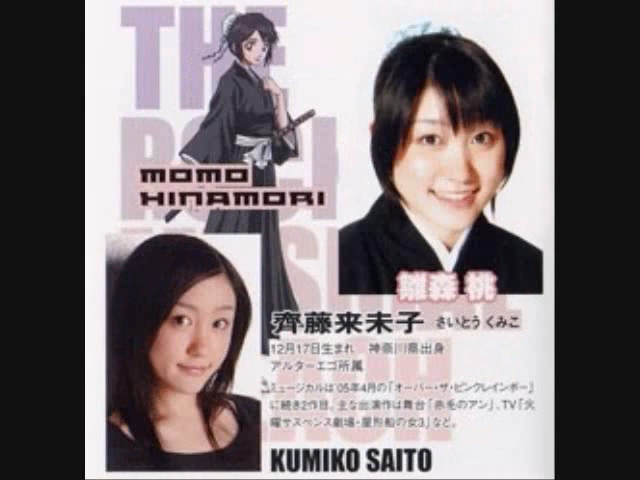 THE
ROCK
MOMO
HINAMORI
雛森 桃
齊藤来未子 さいとう くみこ
12月17日生まれ 神奈川県出身
アルターエゴ所属
ミュージカルは'05年4月の「オーバー・ザ・ピンクレインボー」
に続き2作目。主な出演作は舞台「赤毛のアン」、TV「火
曜サスペンス劇場・屋形船の女3」など。
KUMIKO SAITO